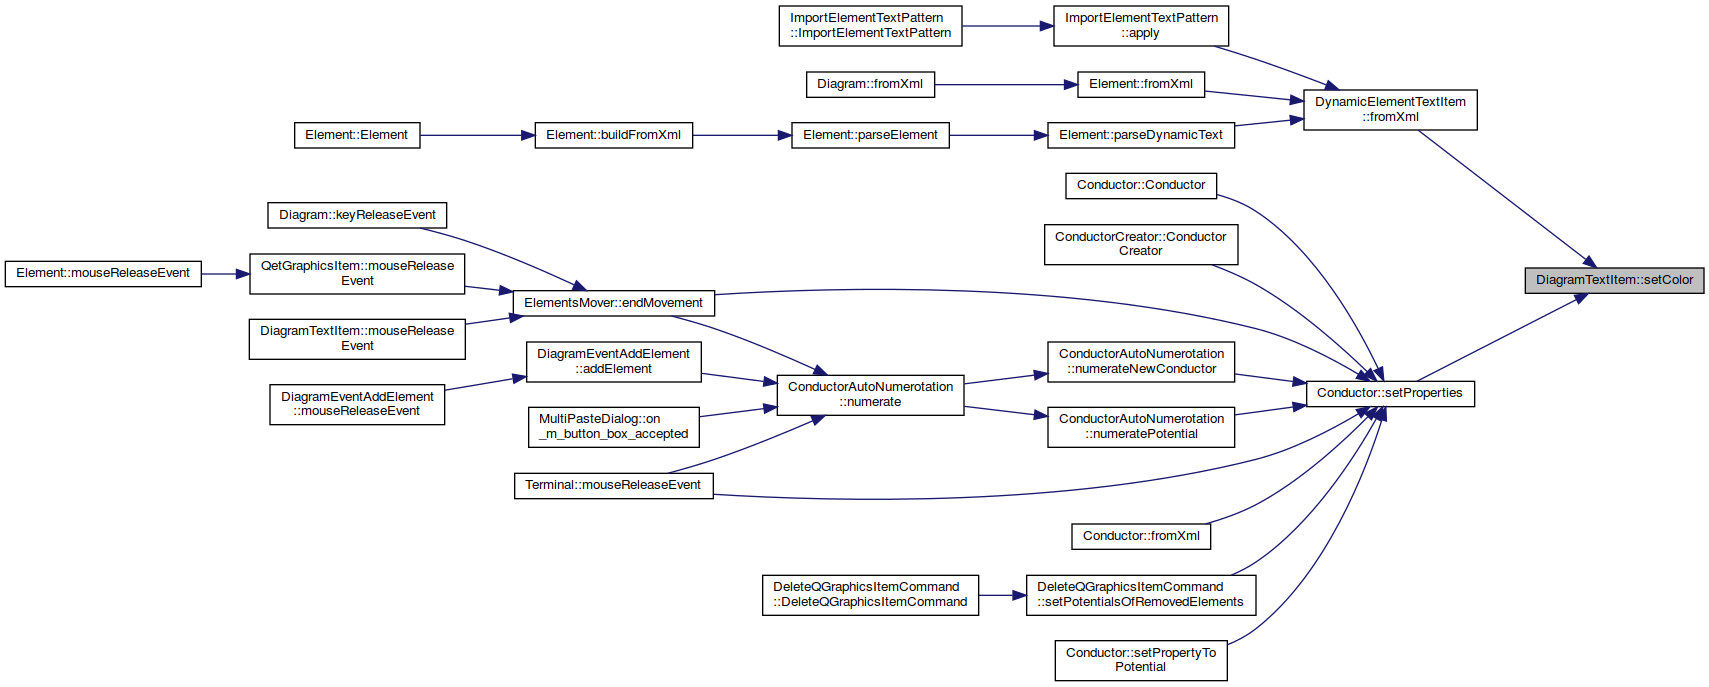 ImportElementTextPattern
::ImportElementTextPattern
ImportElementTextPattern
::apply
Diagram::fromXml
Element::fromXml
DynamicElementTextItem
::fromXml
Element::Element
Element::buildFromXml
Element::parseElement
Element::parseDynamicText
Conductor::Conductor
Diagram::keyReleaseEvent
ConductorCreator::Conductor
Creator
Element::mouseReleaseEvent
QetGraphicsItem::mouseRelease
Event
DiagramTextItem::setColor
ElementsMover::endMovement
DiagramTextItem::mouseRelease
Event
DiagramEventAddElement
::addElement
ConductorAutoNumerotation
::numerateNewConductor
DiagramEventAddElement
::mouseReleaseEvent
ConductorAutoNumerotation
::numerate
Conductor::setProperties
MultiPasteDialog::on
_m_button_box_accepted
ConductorAutoNumerotation
::numeratePotential
Terminal::mouseReleaseEvent
Conductor::fromXml
DeleteQGraphicsItemCommand
::DeleteQGraphicsItemCommand
DeleteQGraphicsItemCommand
::setPotentialsOfRemovedElements
Conductor::setPropertyTo
Potential